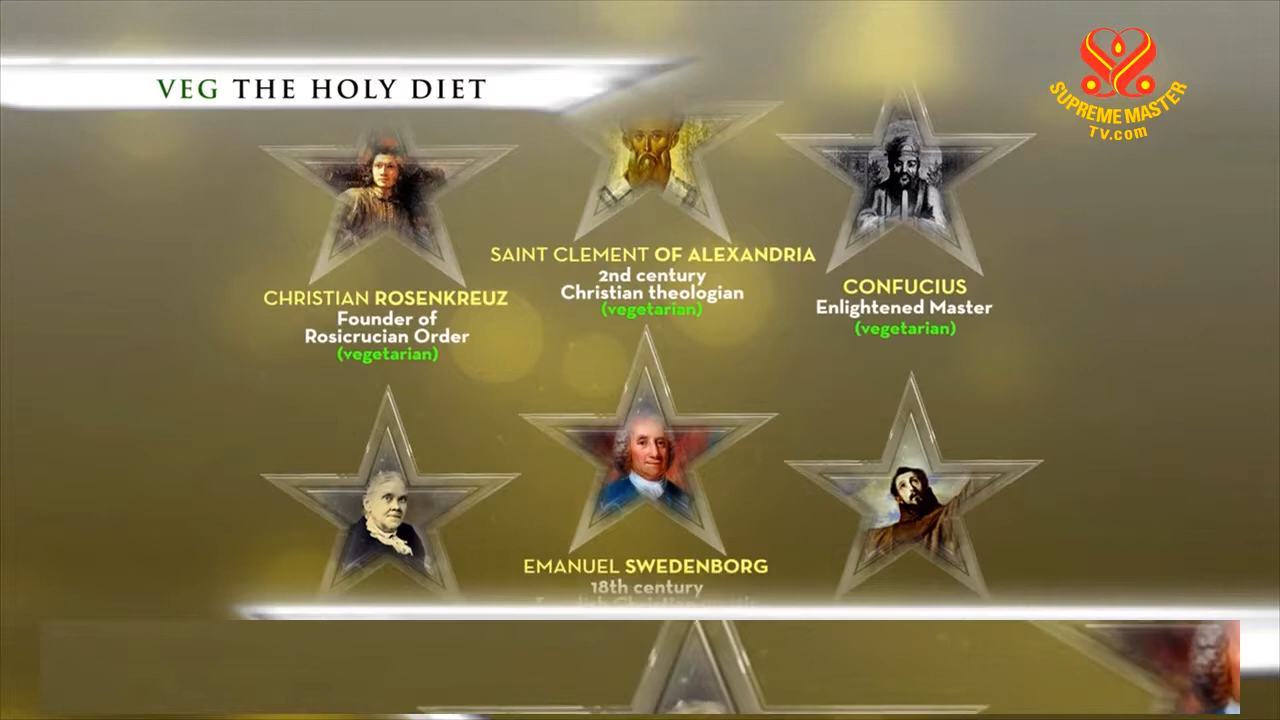 VEG THE HOLY DIET
SUPREME MASTER
TV.com
CHRISTIAN ROSENKREUZ
Founder of
Rosicrucian Order
(vegetarian)
SAINT CLEMENT OF ALEXANDRIA
2nd century
Christian theologian
(vegetarian)
CONFUCIUS
Enlightened Master
(vegetarian)
EMANUEL SWEDENBORG
18th century